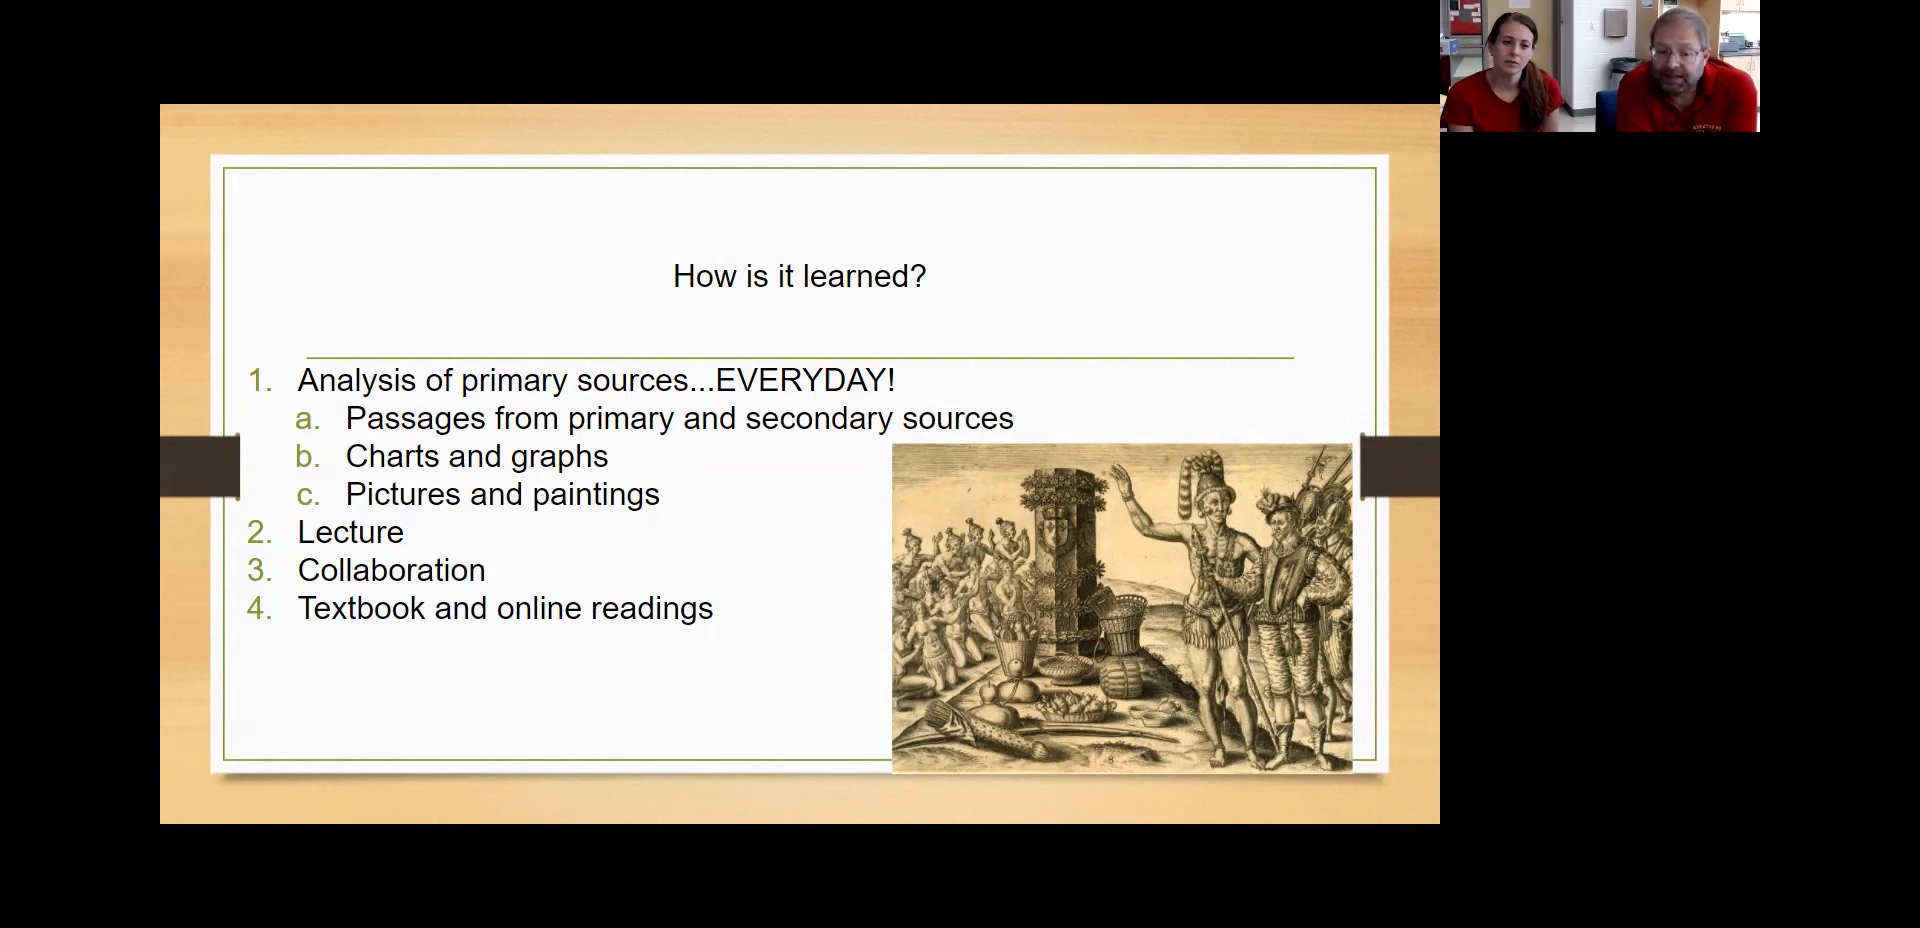 How is it learned?
1. Analysis of primary sources...EVERYDAY!
a. Passages from primary and secondary sources
b. Charts and graphs
c. Pictures and paintings
2. Lecture
3. Collaboration
4. Textbook and online readings